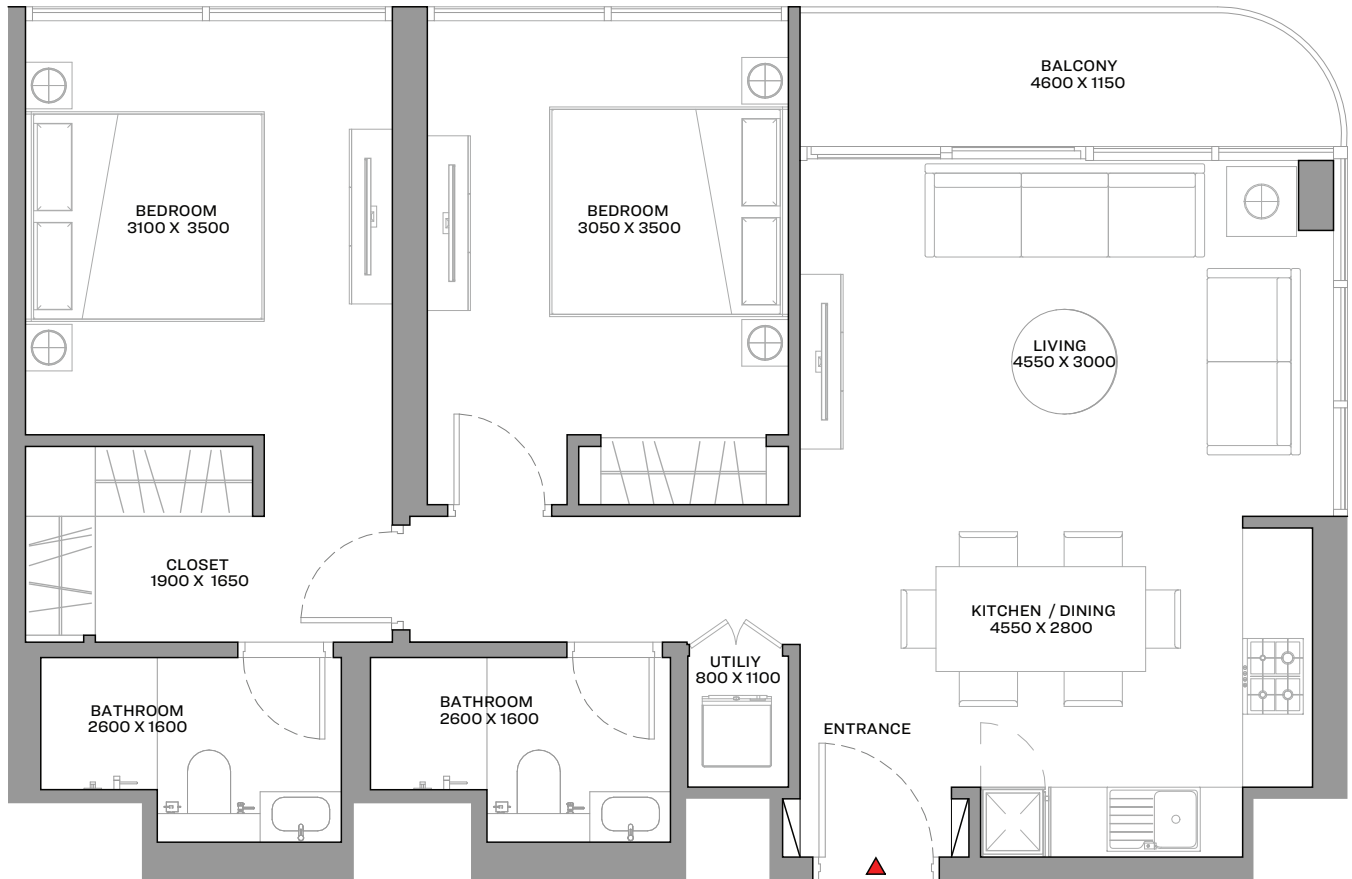 BALCONY
4600 X 1150
BEDROOM
3100 X 3500
BEDROOM
3050 X 3500
LIVING
4550 X 3000
CLOSET
1900 X 1650
KITCHEN / DINING
4550 X 2800
UTILIY
800 X 1100
BATHROOM
2600 X 1600
BATHROOM
2600 X 1600
ENTRANCE